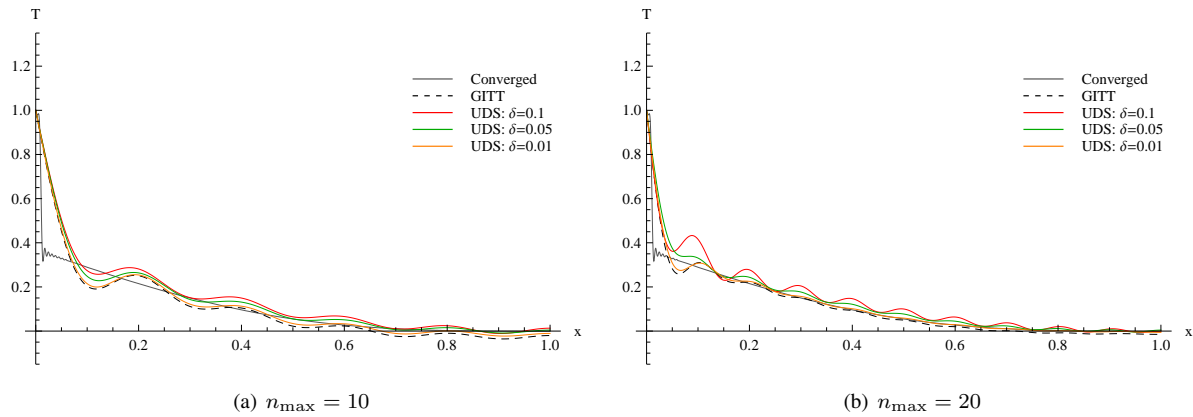 T
1.2
1.0
0.8
0.6
0.4
0.2
0.2 0.4 0.6 0.8 1.0
x
Converged
GITT
UDS: δ=0.1
UDS: δ=0.05
UDS: δ=0.01
(a) n_max = 10
T
1.2
1.0
0.8
0.6
0.4
0.2
0.2 0.4 0.6 0.8 1.0
x
Converged
GITT
UDS: δ=0.1
UDS: δ=0.05
UDS: δ=0.01
(b) n_max = 20